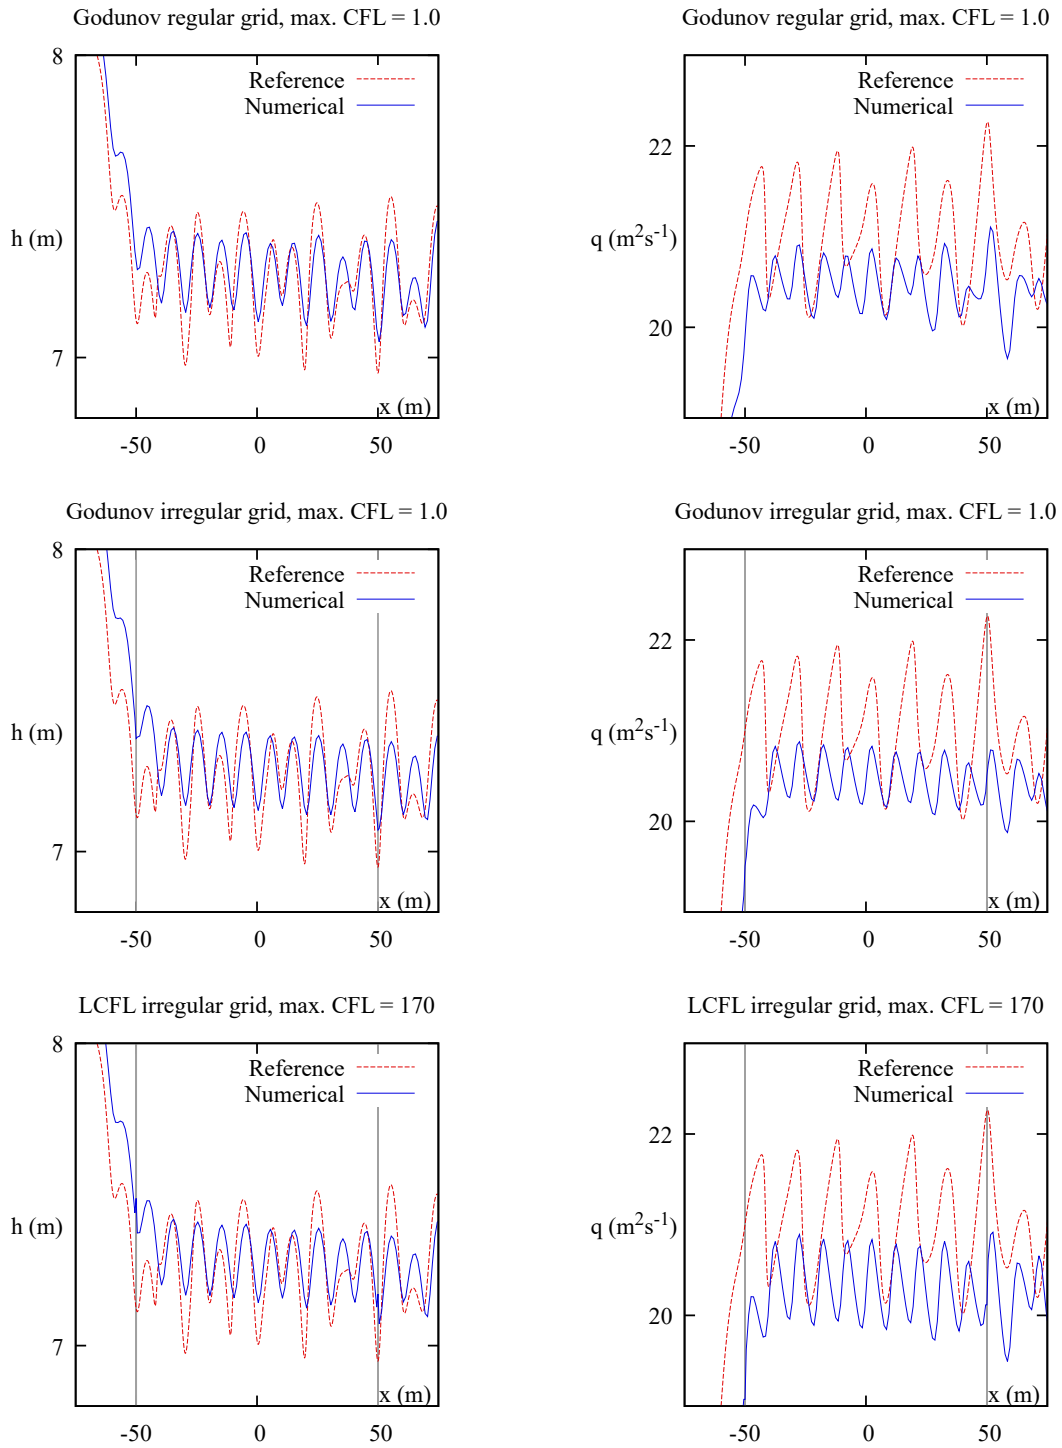 Godunov regular grid, max. CFL = 1.0
8
Reference
Numerical
h (m)
7
x (m)
-50 0 50
Godunov regular grid, max. CFL = 1.0
Reference
Numerical
22
q (m²s⁻¹)
20
x (m)
-50 0 50
Godunov irregular grid, max. CFL = 1.0
8
Reference
Numerical
h (m)
7
x (m)
-50 0 50
Godunov irregular grid, max. CFL = 1.0
Reference
Numerical
22
q (m²s⁻¹)
20
x (m)
-50 0 50
LCFL irregular grid, max. CFL = 170
8
Reference
Numerical
h (m)
7
x (m)
-50 0 50
LCFL irregular grid, max. CFL = 170
Reference
Numerical
22
q (m²s⁻¹)
20
x (m)
-50 0 50